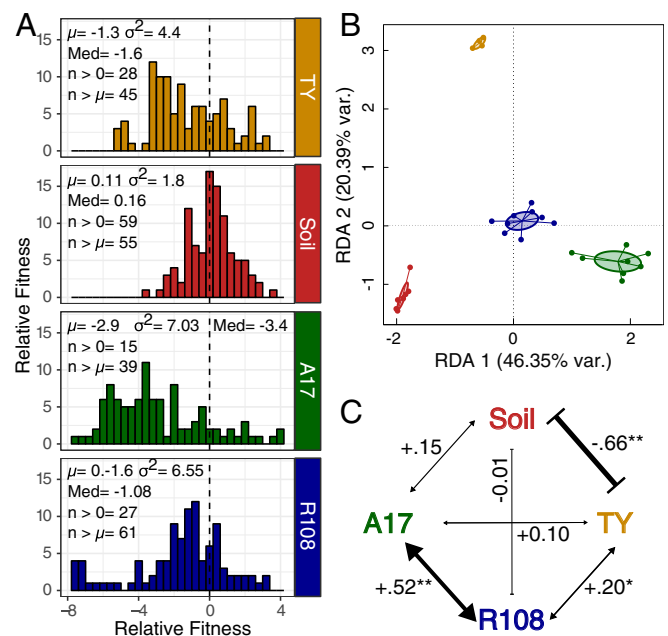 A
μ= -1.3 σ²= 4.4
Med= -1.6
n > 0= 28
n > μ= 45
TY
15
10
5
0
μ= 0.11 σ²= 1.8
Med= 0.16
n > 0= 59
n > μ= 55
Soil
15
10
5
0
μ= -2.9 σ²= 7.03 Med= -3.4
n > 0= 15
n > μ= 39
A17
15
10
5
0
μ= 0.-1.6 σ²= 6.55
Med= -1.08
n > 0= 27
n > μ= 61
R108
15
10
5
0
Relative Fitness
−8 −4 0 4
Relative Fitness
B
3
2
1
0
-1
RDA 2 (20.39% var.)
-2 0 2
RDA 1 (46.35% var.)
C
Soil
+.15
-.66**
-0.01
A17
TY
+0.10
+.52**
+.20*
R108